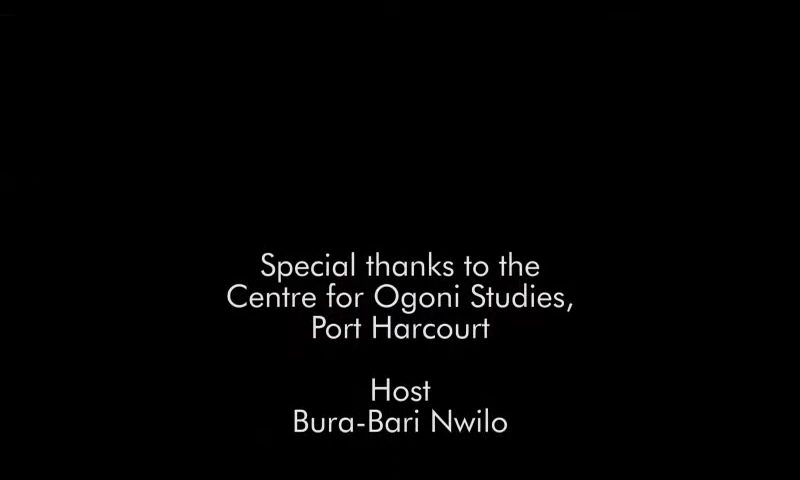 Special thanks to the
Centre for Ogoni Studies,
Port Harcourt
Host
Bura-Bari Nwilo